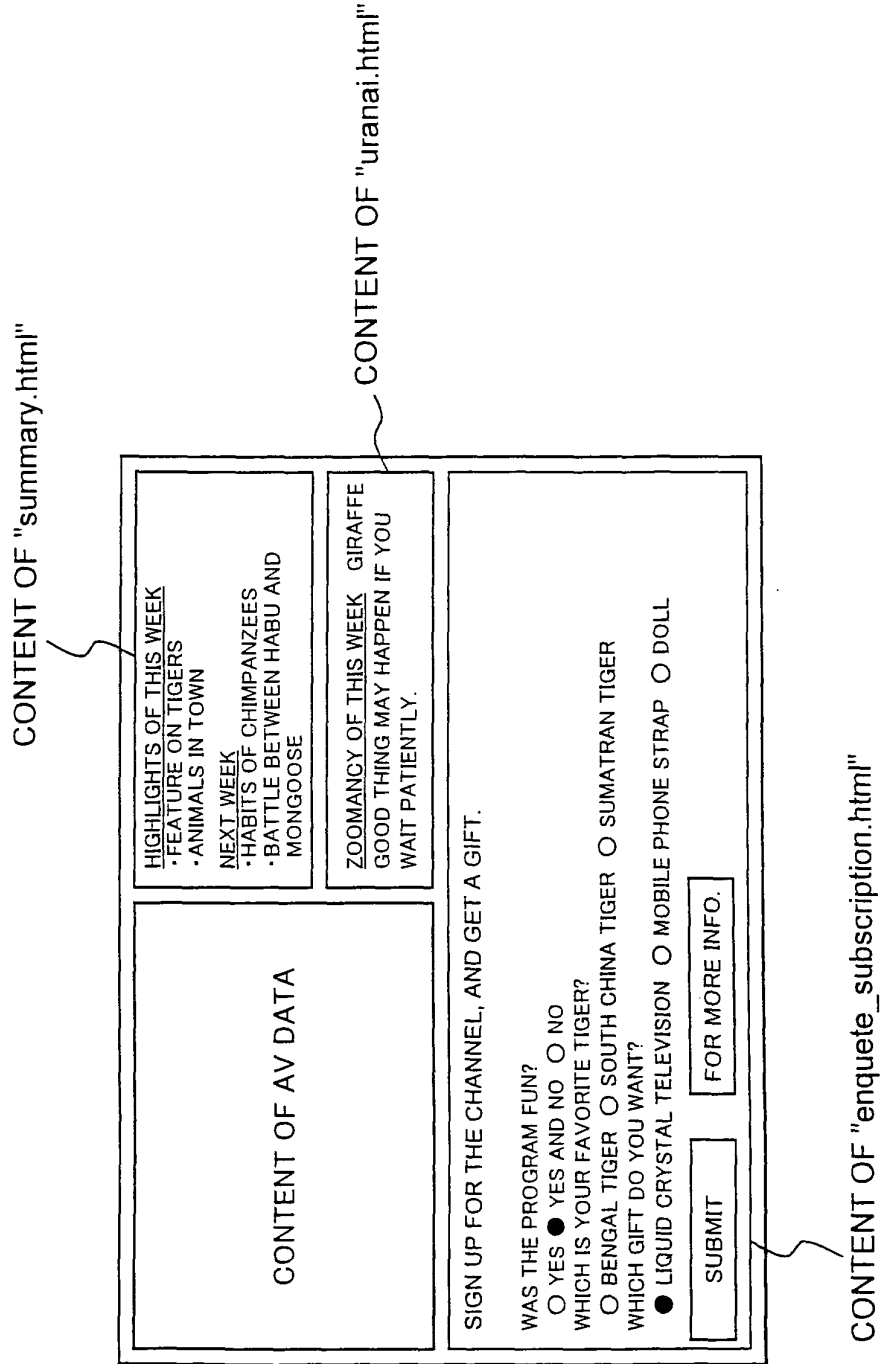 CONTENT OF "summary.html"
CONTENT OF AV DATA
HIGHLIGHTS OF THIS WEEK
·FEATURE ON TIGERS
·ANIMALS IN TOWN
NEXT WEEK
·HABITS OF CHIMPANZEES
·BATTLE BETWEEN HABU AND
MONGOOSE
ZOOMANCY OF THIS WEEK GIRAFFE
GOOD THING MAY HAPPEN IF YOU
WAIT PATIENTLY.
CONTENT OF "uranai.html"
SIGN UP FOR THE CHANNEL, AND GET A GIFT.
WAS THE PROGRAM FUN?
○ YES ● YES AND NO ○ NO
WHICH IS YOUR FAVORITE TIGER?
○ BENGAL TIGER ○ SOUTH CHINA TIGER ○ SUMATRAN TIGER
WHICH GIFT DO YOU WANT?
● LIQUID CRYSTAL TELEVISION ○ MOBILE PHONE STRAP ○ DOLL
SUBMIT
FOR MORE INFO.
CONTENT OF "enquete_subscription.html"